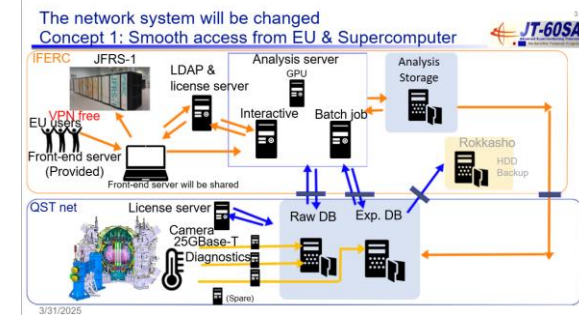 The network system will be changed
Concept 1: Smooth access from EU & Supercomputer
3
JT-60SA
IFERC
JFRS-1
LDAP &
license server
Analysis server
GPU
Analysis
Storage
VPN free
EU users
Interactive
Batch job
Rokkasho
HDD
Backup
Front-end server
(Provided)
Front-end server will be shared
QST net
License server
Raw DB
Exp. DB
Camera
25GBase-T
Diagnostics
(Spare)
3/31/2025